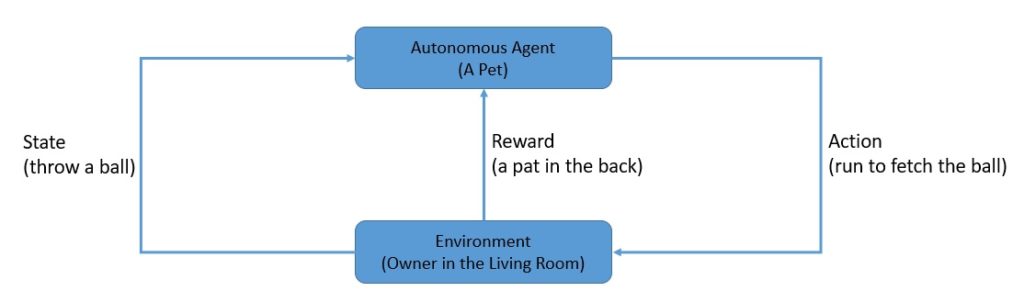 Autonomous Agent
(A Pet)
State
(throw a ball)
Reward
(a pat in the back)
Action
(run to fetch the ball)
Environment
(Owner in the Living Room)